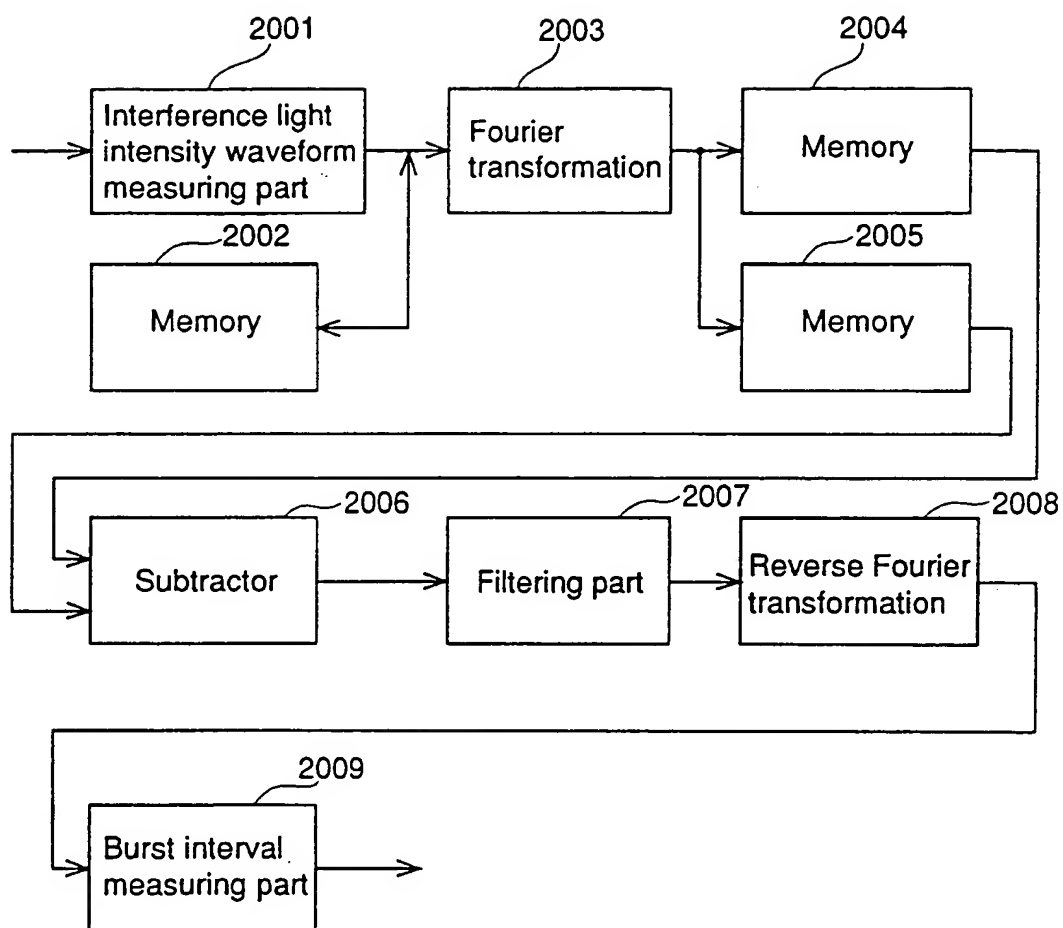 2001
2003
2004
Interference light
intensity waveform
measuring part
Fourier
transformation
Memory
2002
2005
Memory
Memory
2006
2007
2008
Subtractor
Filtering part
Reverse Fourier
transformation
2009
Burst interval
measuring part